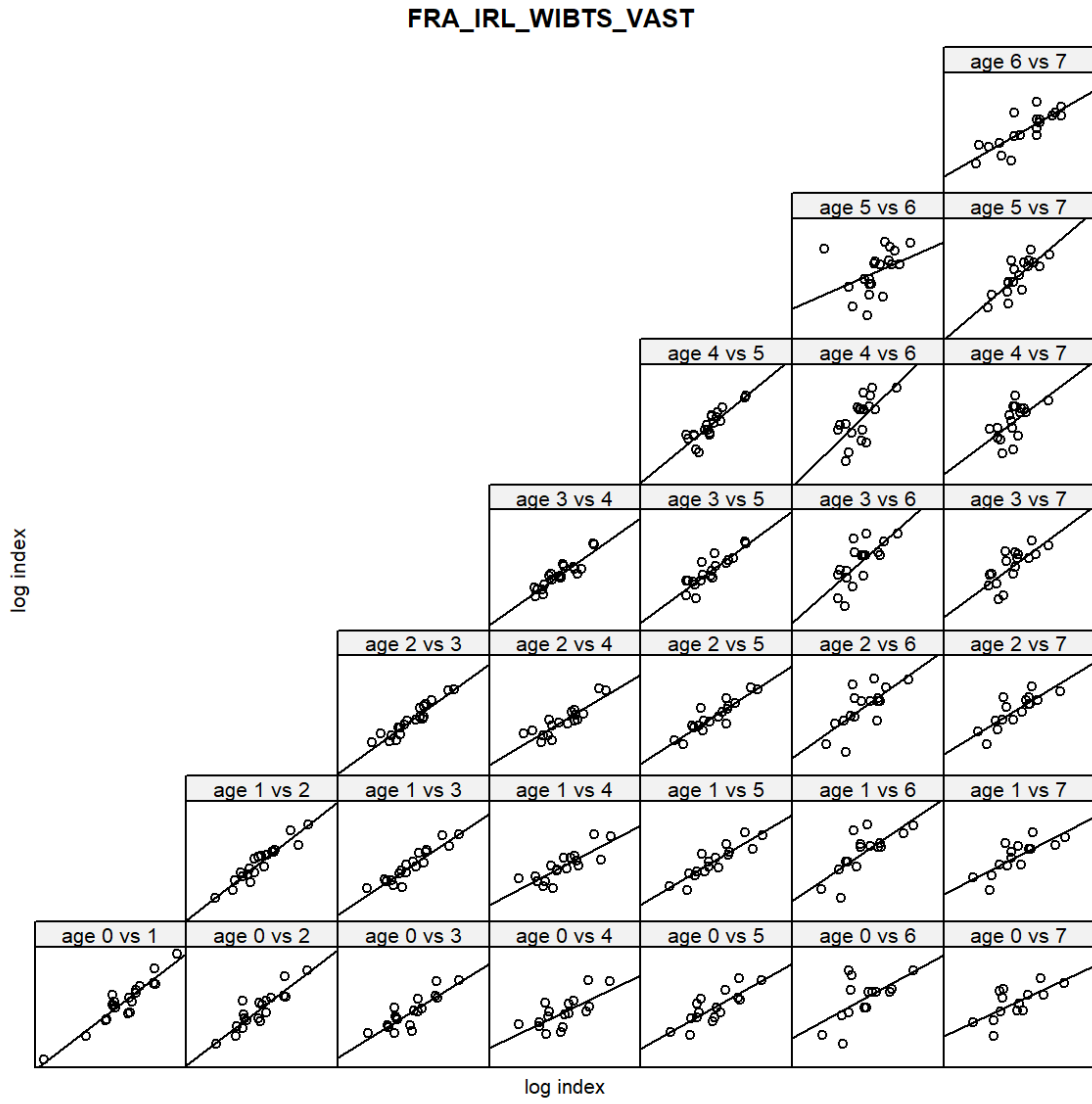 FRA_IRL_WIBTS_VAST
age 6 vs 7
age 5 vs 6
age 5 vs 7
age 4 vs 5
age 4 vs 6
age 4 vs 7
age 3 vs 4
age 3 vs 5
age 3 vs 6
age 3 vs 7
log index
age 2 vs 3
age 2 vs 4
age 2 vs 5
age 2 vs 6
age 2 vs 7
age 1 vs 2
age 1 vs 3
age 1 vs 4
age 1 vs 5
age 1 vs 6
age 1 vs 7
age 0 vs 1
age 0 vs 2
age 0 vs 3
age 0 vs 4
age 0 vs 5
age 0 vs 6
age 0 vs 7
log index